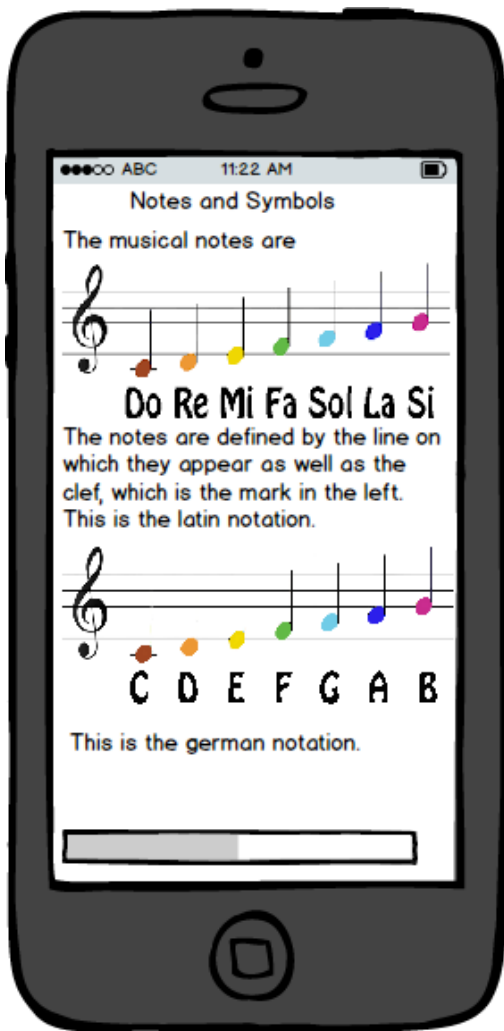 ABC 11:22 AM
Notes and Symbols
The musical notes are
Do Re Mi Fa Sol La Si
The notes are defined by the line on
which they appear as well as the
clef, which is the mark in the left.
This is the latin notation.
C D E F G A B
This is the german notation.